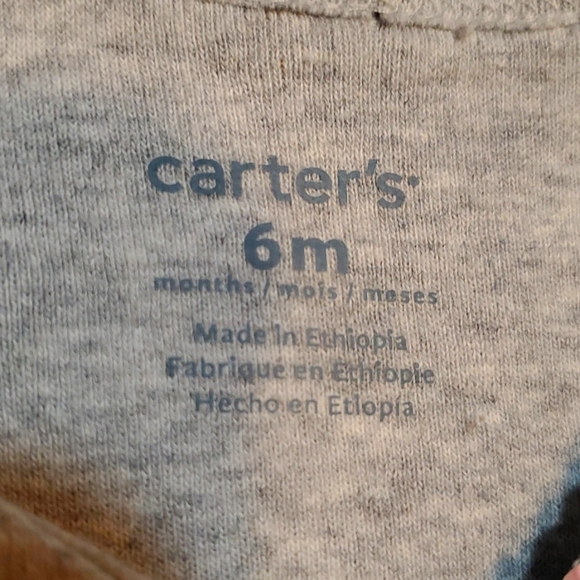 carter's
6m
months / mois / meses
Made in Ethiopia
Fabriqué en Éthiopie
Hecho en Etiopía